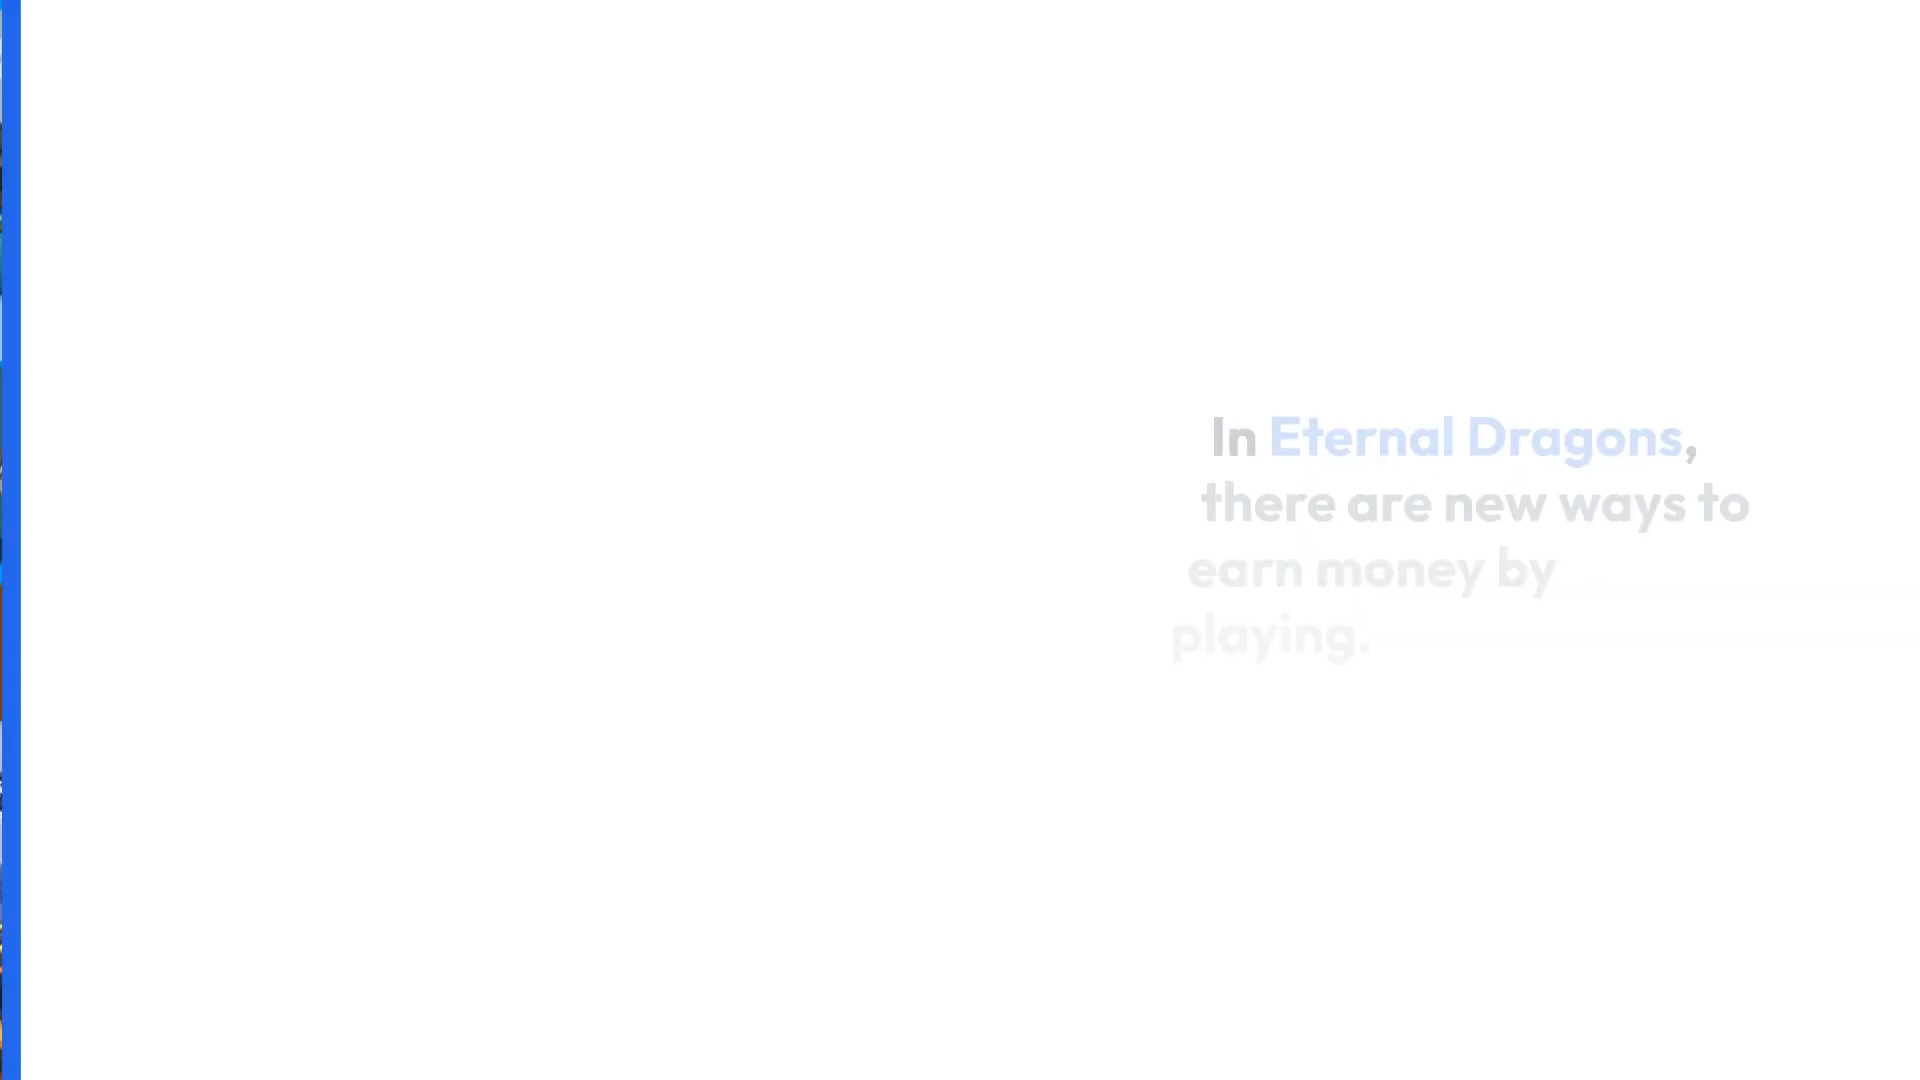 In Eternal Dragons,
there are new ways to
earn money by
playing.